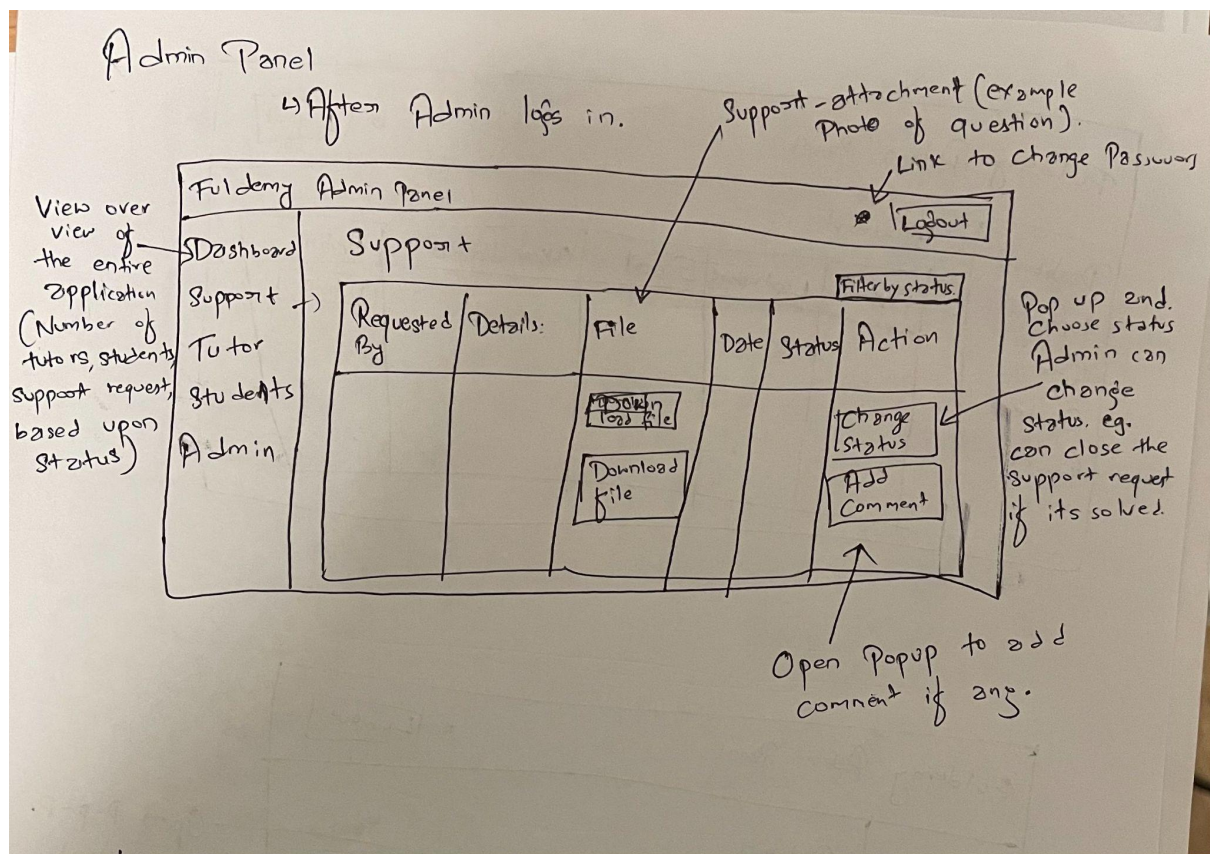 Admin Panel
↳ After Admin logs in.
Support-attachment (example
Photo of question).
Link to change Password
Fuldemy Admin Panel
Logout
View over
view of
the entire
application
(Number of
tutors, students,
support request,
based upon
status)
Dashboard
Support →
Tutor
Students
Admin
Support
Filter by status.
Requested
By
Details:
File
Date
Status
Action
load file
Download
file
Change
Status
Add
Comment
Pop up and.
Choose status
Admin can
change
status. eg.
can close the
support request
if its solved.
Open Popup to add
comment if any.